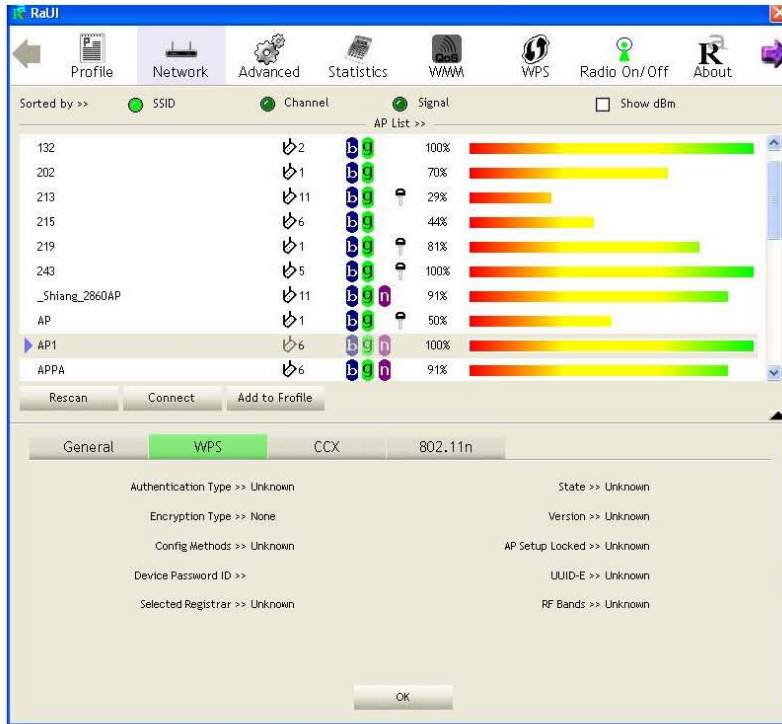 RaUI
Profile Network Advanced Statistics WMM WPS Radio On/Off About
QoS
Sorted by >> SSID Channel Signal Show dBm
AP List >>
132 2 b g 100%
202 1 b g 70%
213 11 b g 29%
215 6 b g 44%
219 1 b g 81%
243 5 b g 100%
_Shiang_2860AP 11 b g n 91%
AP 1 b g 50%
AP1 6 b g n 100%
APPA 6 b g n 91%
Rescan Connect Add to Profile
General WPS CCX 802.11n
Authentication Type >> Unknown State >> Unknown
Encryption Type >> None Version >> Unknown
Config Methods >> Unknown AP Setup Locked >> Unknown
Device Password ID >> UUID-E >> Unknown
Selected Registrar >> Unknown RF Bands >> Unknown
OK